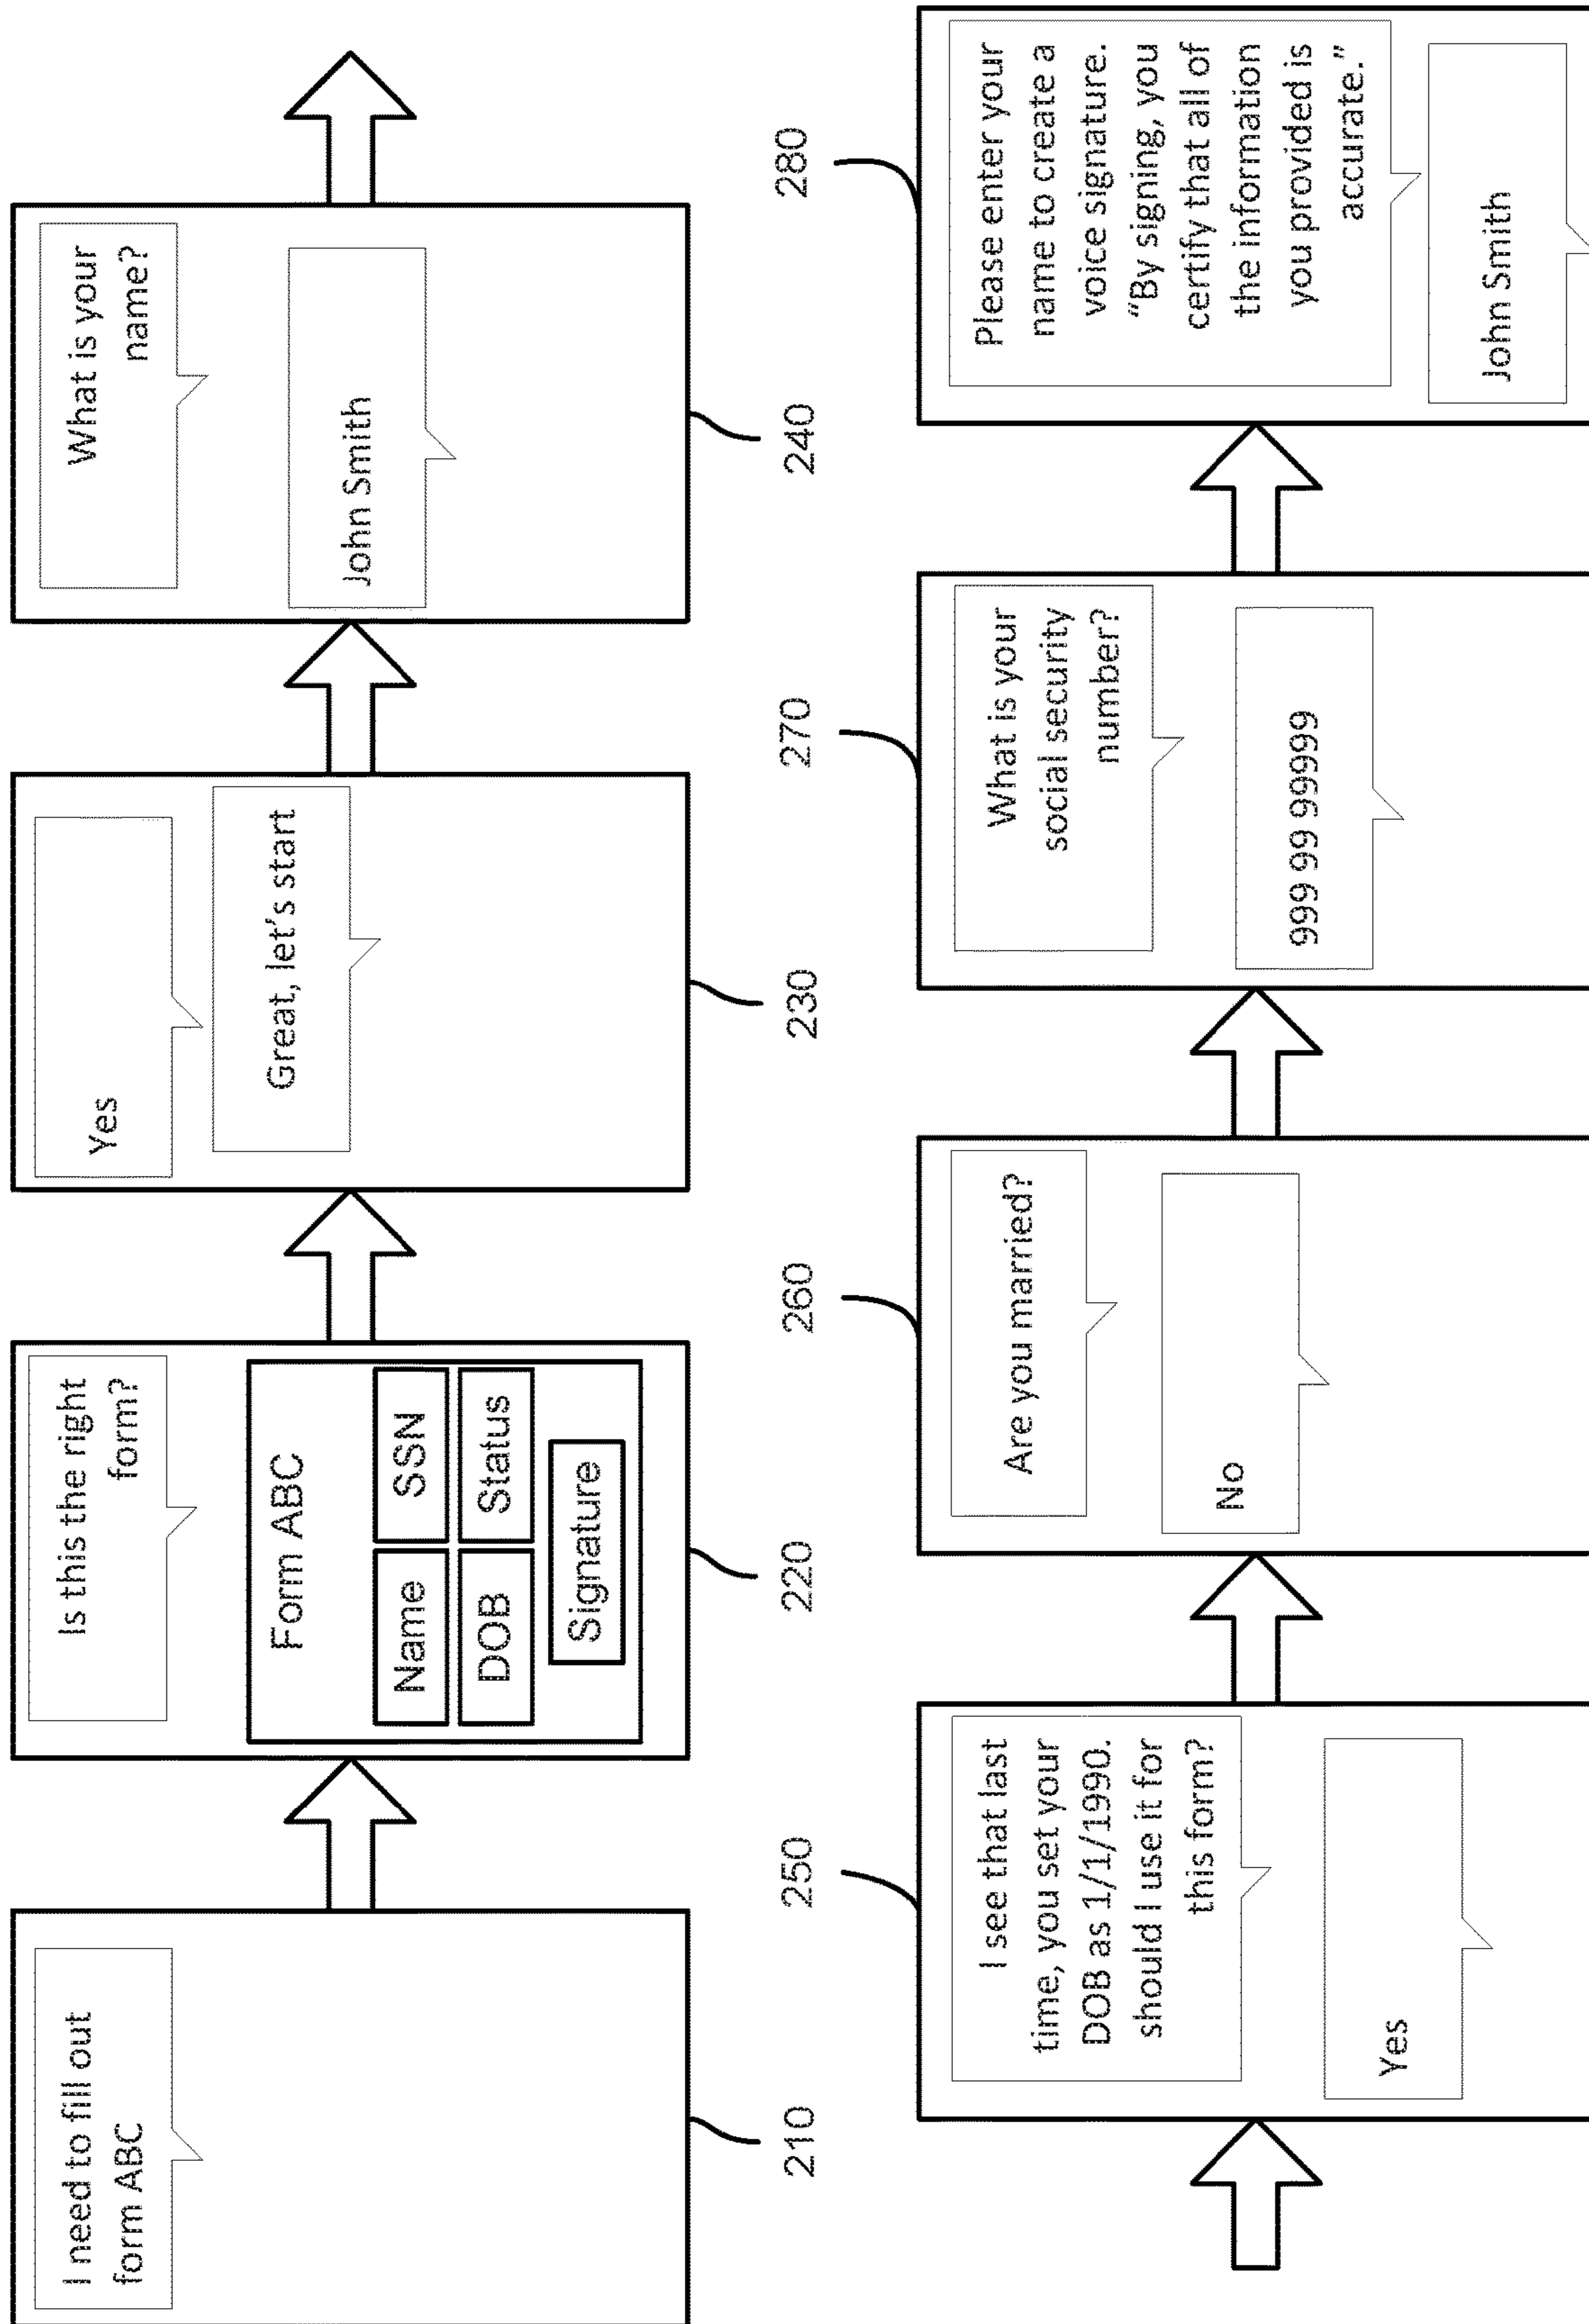 I need to fill out
form ABC
210
Is this the right
form?
Form ABC
Name
SSN
DOB
Status
Signature
220
Yes
Great, let's start
230
What is your
name?
John Smith
240
250
I see that last
time, you set your
DOB as 1/1/1990.
should I use it for
this form?
Yes
260
Are you married?
No
270
What is your
social security
number?
999 99 99999
280
Please enter your
name to create a
voice signature.
"By signing, you
certify that all of
the information
you provided is
accurate."
John Smith